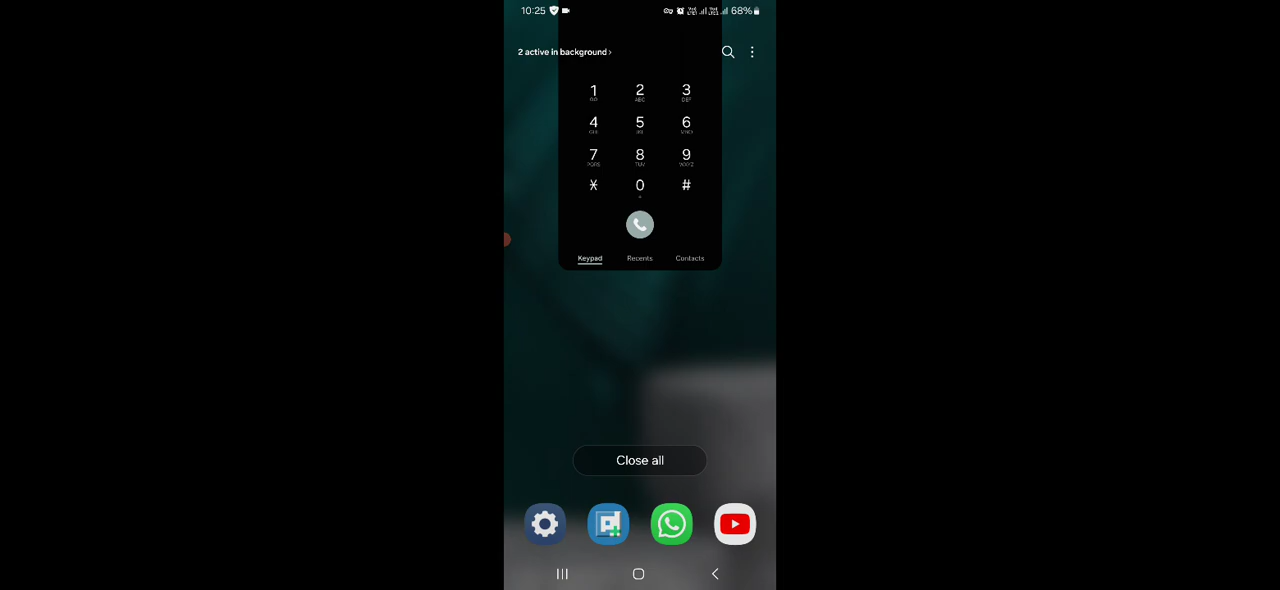 10:25 68%
2 active in background ›
1 2 3
ABC DEF
4 5 6
GHI JKL MNO
7 8 9
PQRS TUV WXYZ
* 0 #
+
Keypad Recents Contacts
Close all